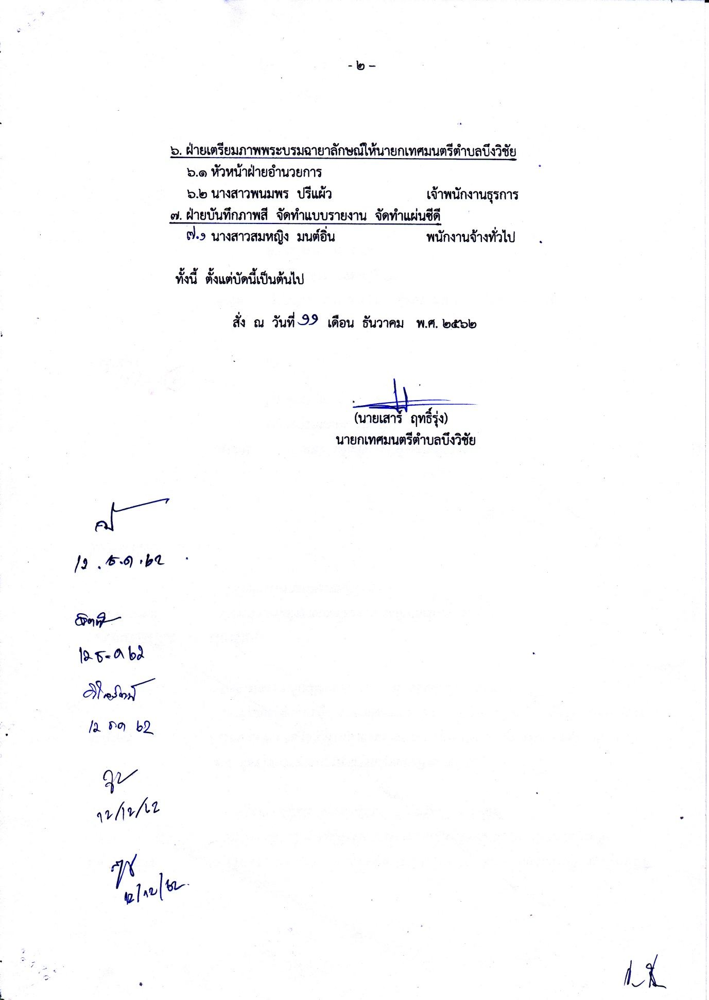 - ๒ –
๖. ฝ่ายเตรียมภาพพระบรมฉายาลักษณ์ให้นายกเทศมนตรีตำบลบึงวิชัย
๖.๑ หัวหน้าฝ่ายอำนวยการ
๖.๒ นางสาวพนมพร ปรีแผ้ว เจ้าพนักงานธุรการ
๗. ฝ่ายบันทึกภาพสี จัดทำแบบรายงาน จัดทำแผ่นซีดี
๗.๑ นางสาวสมหญิง มนต์อิ่น พนักงานจ้างทั่วไป
ทั้งนี้ ตั้งแต่บัดนี้เป็นต้นไป
สั่ง ณ วันที่ ๑๑ เดือน ธันวาคม พ.ศ. ๒๕๖๒
(นายเสาร์ ฤทธิ์รุ่ง)
นายกเทศมนตรีตำบลบึงวิชัย
12 . ธ.ค .62
12 ธ.ค 62
12 ธค 62
12/12/62
12/12/62